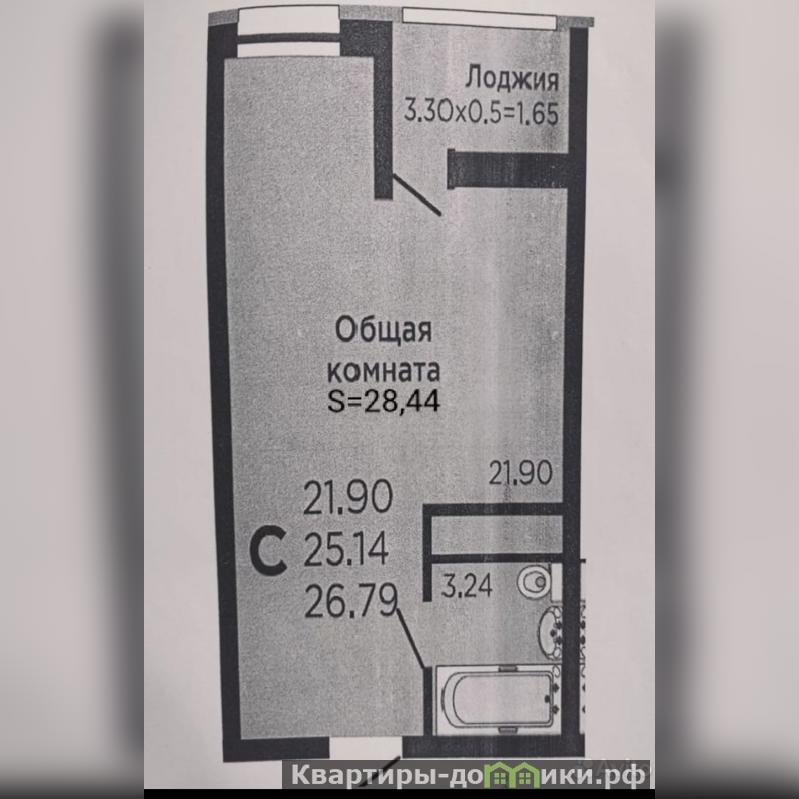 Лоджия
3.30x0.5=1.65
Общая
комната
S=28,44
21.90
21.90
С 25.14
26.79
3.24
Квартиры-домики.рф